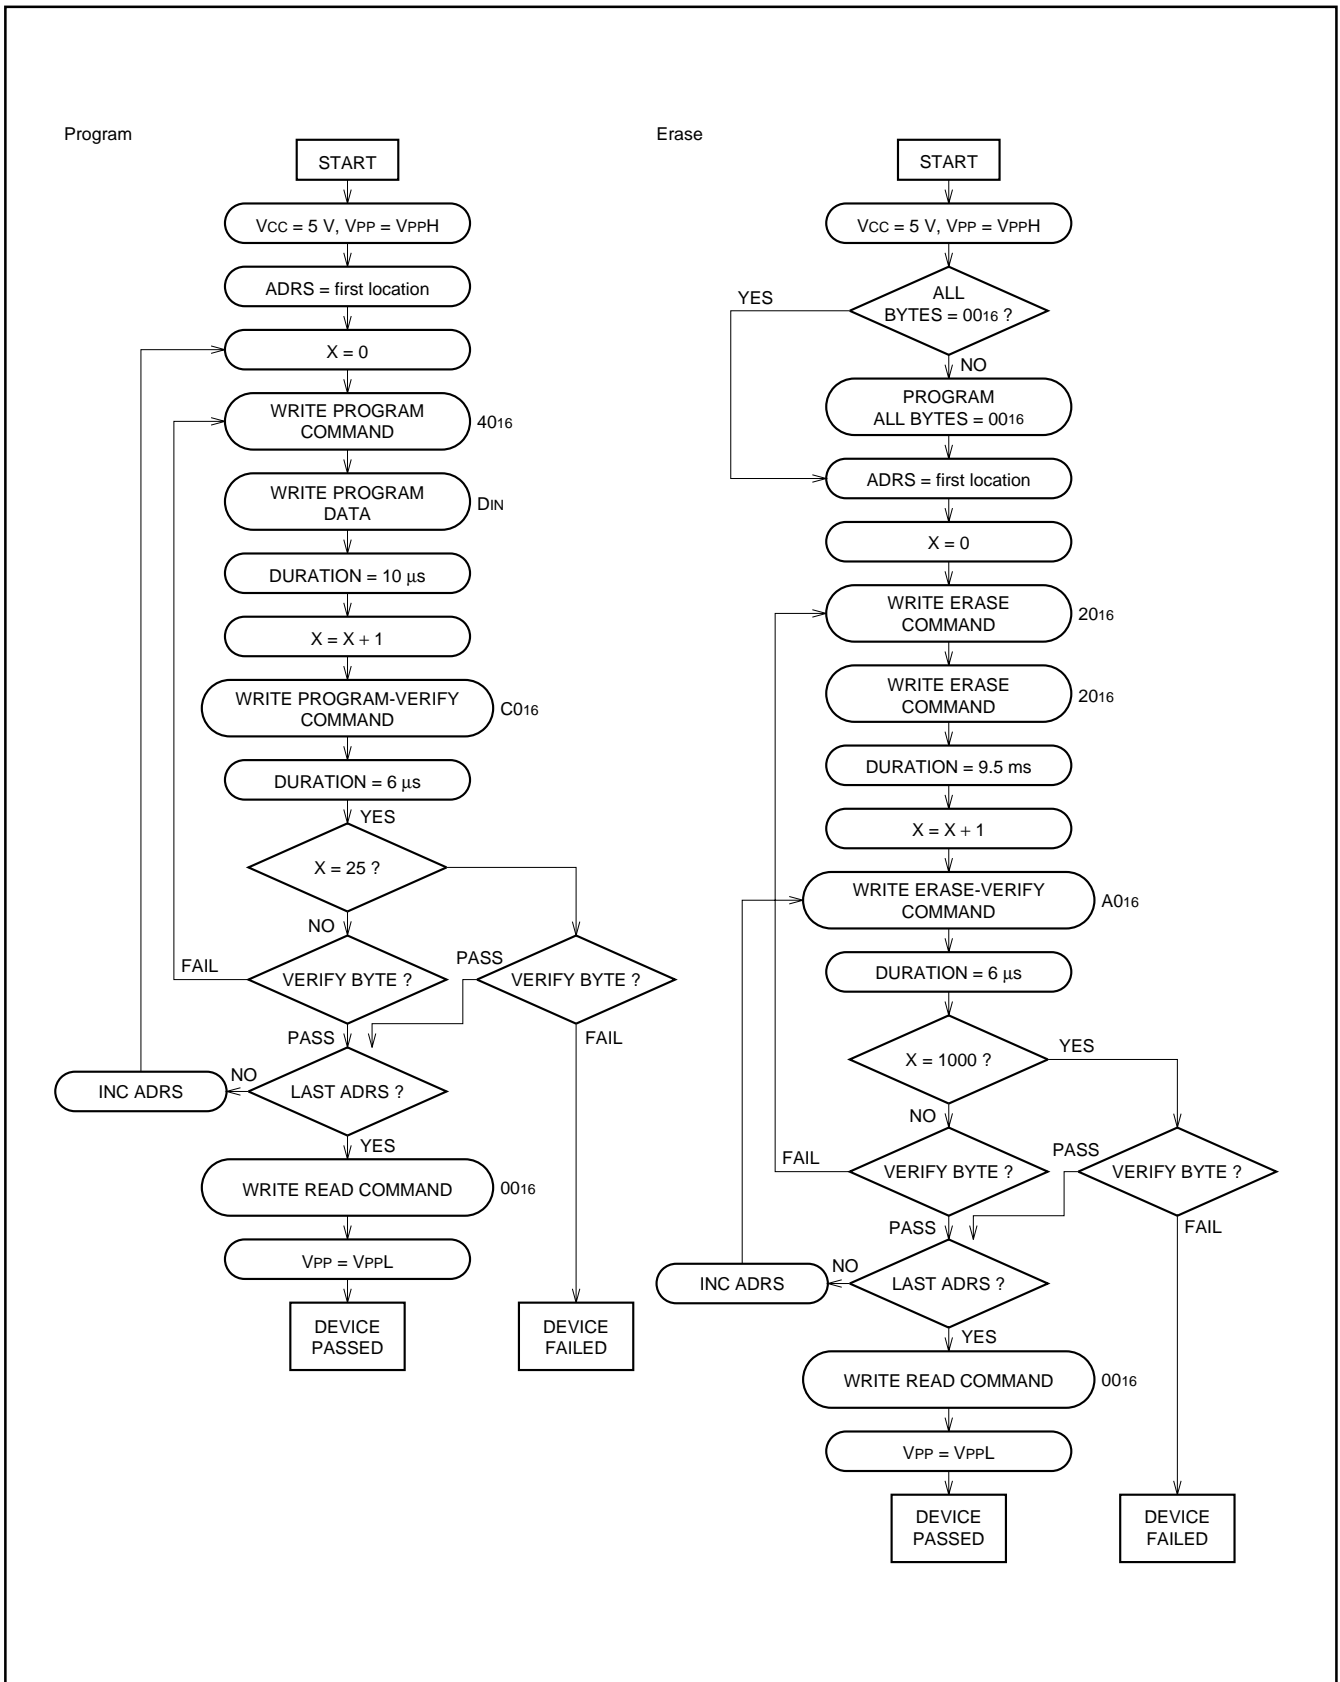 Program
START
VCC = 5 V, VPP = VPPH
ADRS = first location
X = 0
WRITE PROGRAM
COMMAND
4016
WRITE PROGRAM
DATA
DIN
DURATION = 10 µs
X = X + 1
WRITE PROGRAM-VERIFY
COMMAND
C016
DURATION = 6 µs
YES
X = 25 ?
NO
FAIL
VERIFY BYTE ?
PASS
VERIFY BYTE ?
PASS
FAIL
INC ADRS
NO
LAST ADRS ?
YES
WRITE READ COMMAND
0016
VPP = VPPL
DEVICE
PASSED
DEVICE
FAILED
Erase
START
VCC = 5 V, VPP = VPPH
YES
ALL
BYTES = 0016 ?
NO
PROGRAM
ALL BYTES = 0016
ADRS = first location
X = 0
WRITE ERASE
COMMAND
2016
WRITE ERASE
COMMAND
2016
DURATION = 9.5 ms
X = X + 1
WRITE ERASE-VERIFY
COMMAND
A016
DURATION = 6 µs
X = 1000 ?
YES
NO
FAIL
VERIFY BYTE ?
PASS
VERIFY BYTE ?
PASS
FAIL
INC ADRS
NO
LAST ADRS ?
YES
WRITE READ COMMAND
0016
VPP = VPPL
DEVICE
PASSED
DEVICE
FAILED